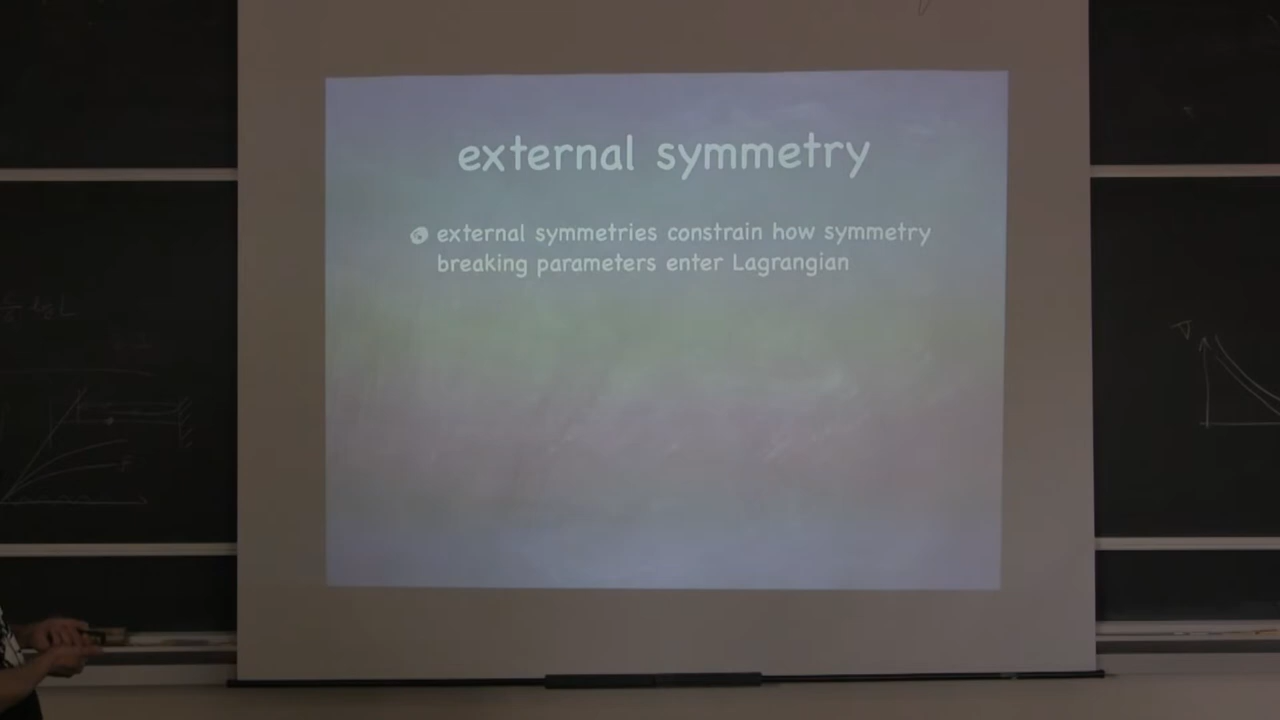 external symmetry
external symmetries constrain how symmetry
breaking parameters enter Lagrangian